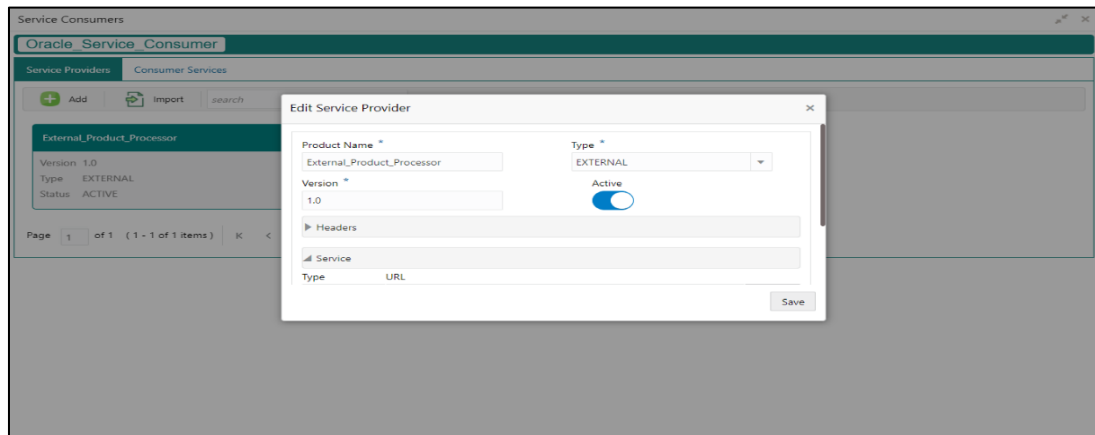 Service Consumers
Oracle_Service_Consumer
Service Providers Consumer Services
Add Import search
External_Product_Processor
Version 1.0
Type EXTERNAL
Status ACTIVE
Page 1 of 1 (1 - 1 of 1 items) K <
Edit Service Provider
Product Name * Type *
External_Product_Processor EXTERNAL
Version * Active
1.0
Headers
Service
Type URL
Save